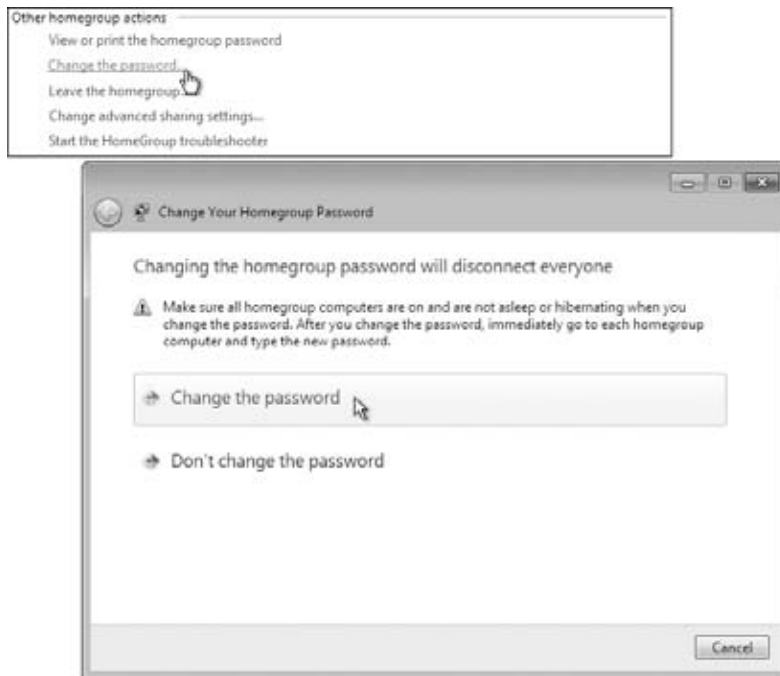 Other homegroup actions
View or print the homegroup password
Change the password...
Leave the homegroup...
Change advanced sharing settings...
Start the HomeGroup troubleshooter
Change Your Homegroup Password
Changing the homegroup password will disconnect everyone
Make sure all homegroup computers are on and are not asleep or hibernating when you
change the password. After you change the password, immediately go to each homegroup
computer and type the new password.
Change the password
Don't change the password
Cancel